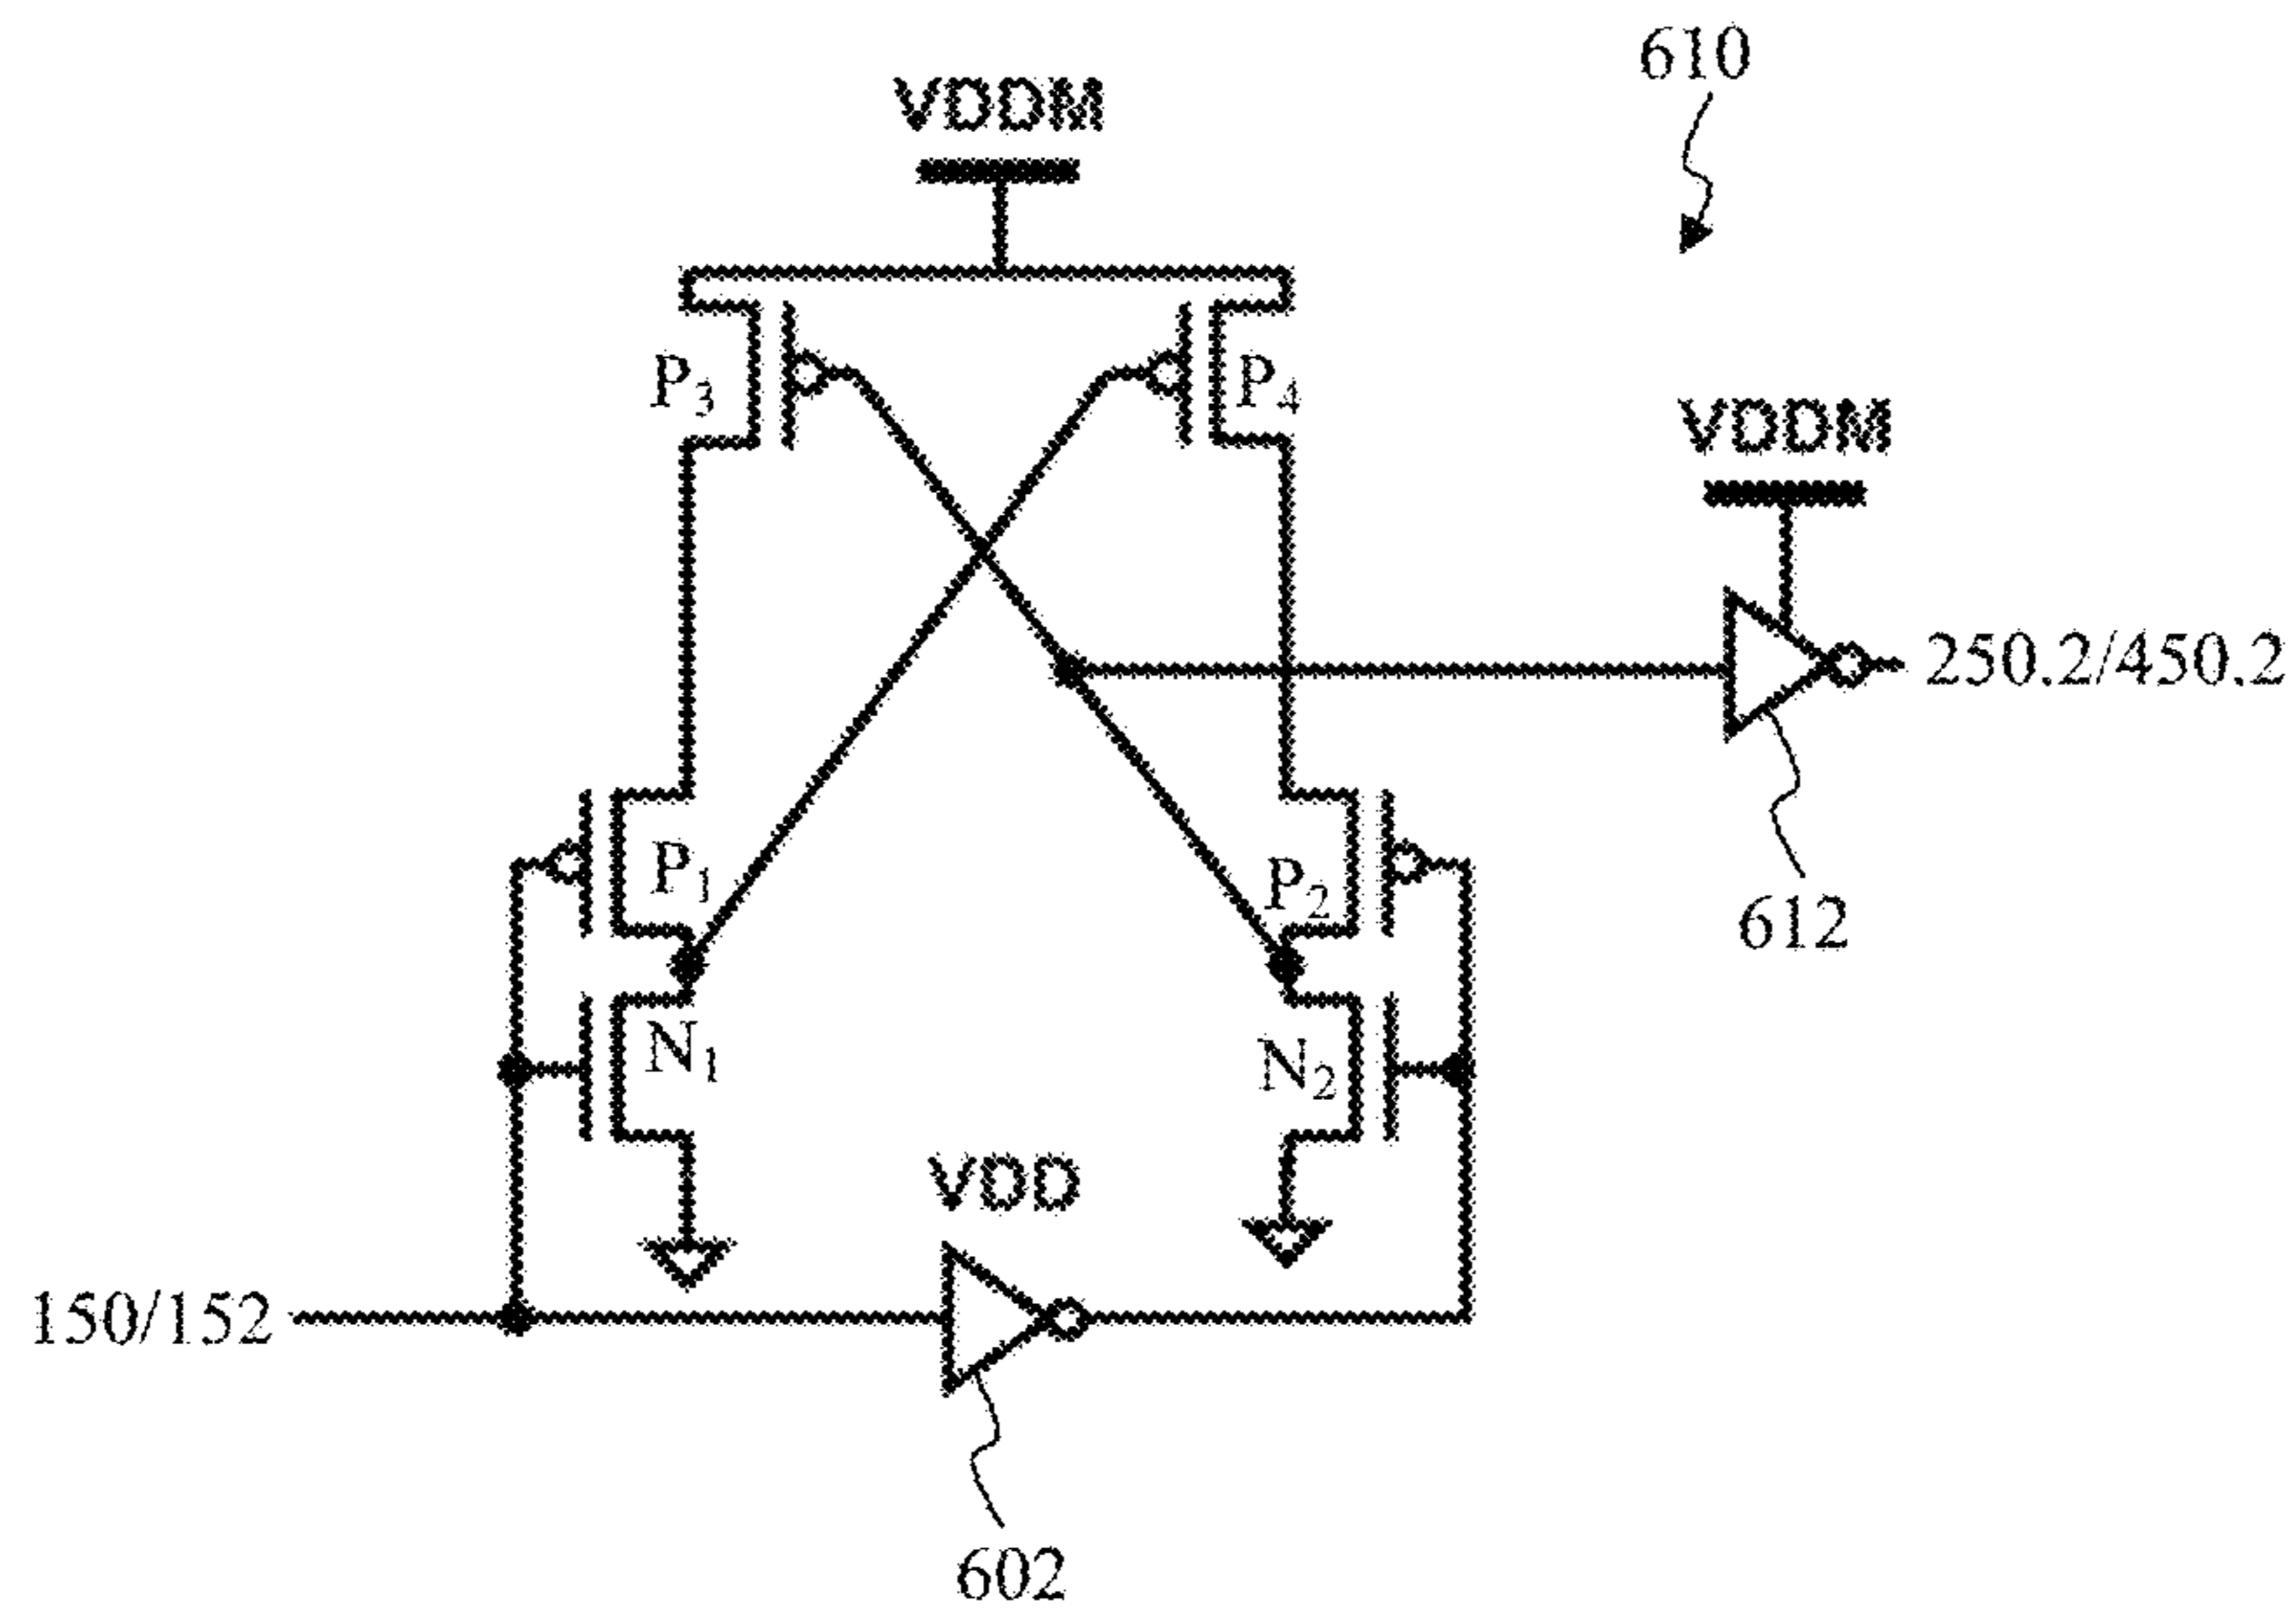 610
VDDM
P₃
P₄
VDDM
250.2/450.2
P₁
P₂
612
N₁
N₂
VDD
150/152
602